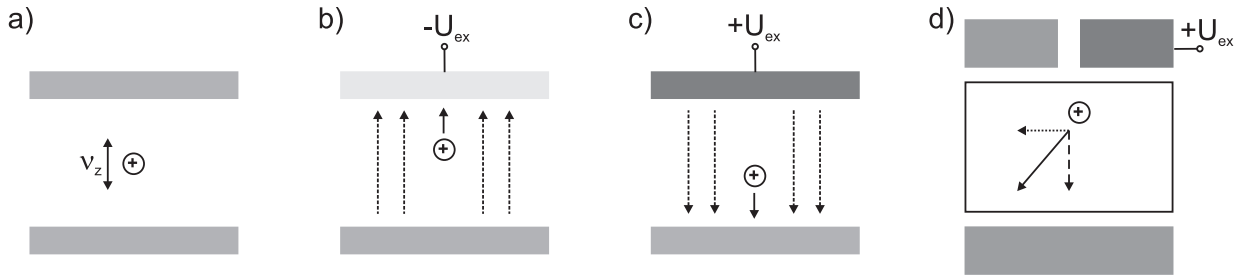 a)
ν_z
+
b)
-U_ex
+
c)
+U_ex
+
d)
+U_ex
+